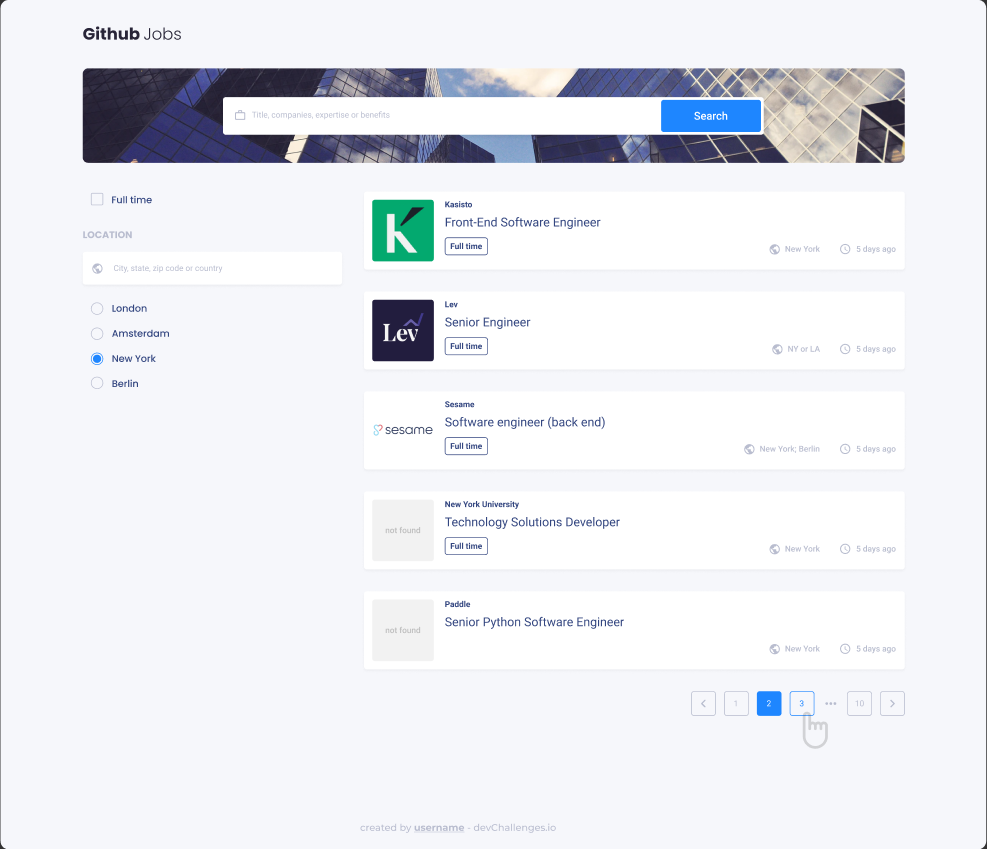 Github Jobs
Title, companies, expertise or benefits
Search
Full time
LOCATION
City, state, zip code or country
London
Amsterdam
New York
Berlin
K
Kasisto
Front-End Software Engineer
Full time
New York
5 days ago
Lev
Lev
Senior Engineer
Full time
NY or LA
5 days ago
sesame
Sesame
Software engineer (back end)
Full time
New York; Berlin
5 days ago
not found
New York University
Technology Solutions Developer
Full time
New York
5 days ago
not found
Paddle
Senior Python Software Engineer
New York
5 days ago
1 2 3 ••• 10
created by username - devChallenges.io